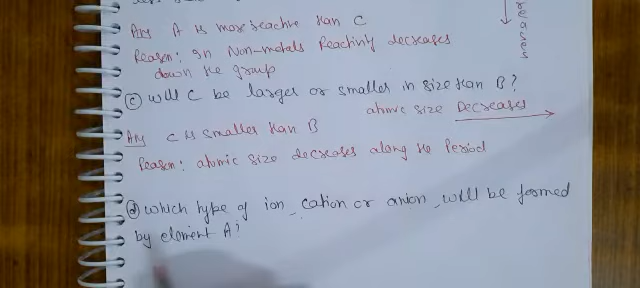 Ans A is more reactive than C
Reason: In Non-metals Reactivity decreases
down the group
(c) Will C be larger or smaller in size than B?
atomic size Decreases
Ans C is smaller than B
Reason: atomic size decreases along the Period
(d) which type of ion, cation or anion, will be formed
by element A?
reases